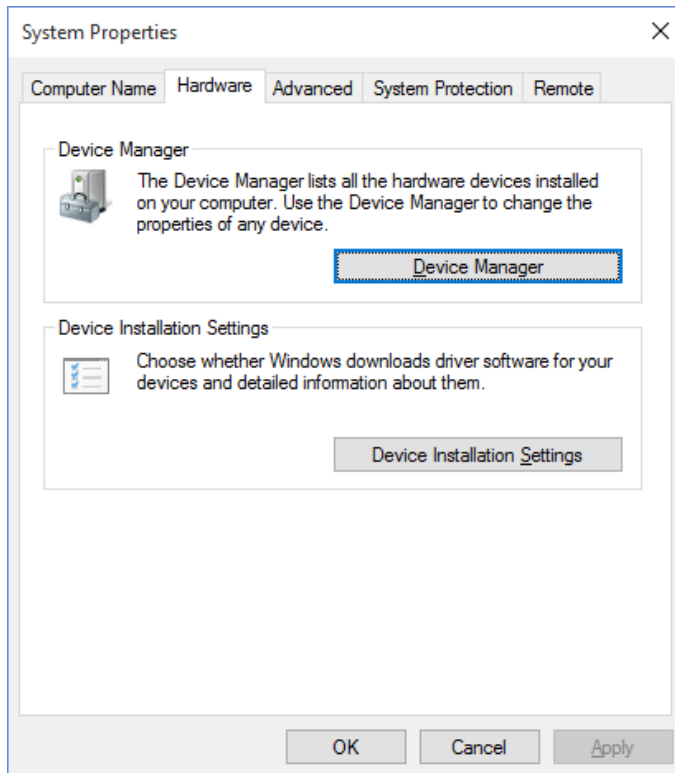 System Properties
Computer Name Hardware Advanced System Protection Remote
Device Manager
The Device Manager lists all the hardware devices installed
on your computer. Use the Device Manager to change the
properties of any device.
Device Manager
Device Installation Settings
Choose whether Windows downloads driver software for your
devices and detailed information about them.
Device Installation Settings
OK Cancel Apply